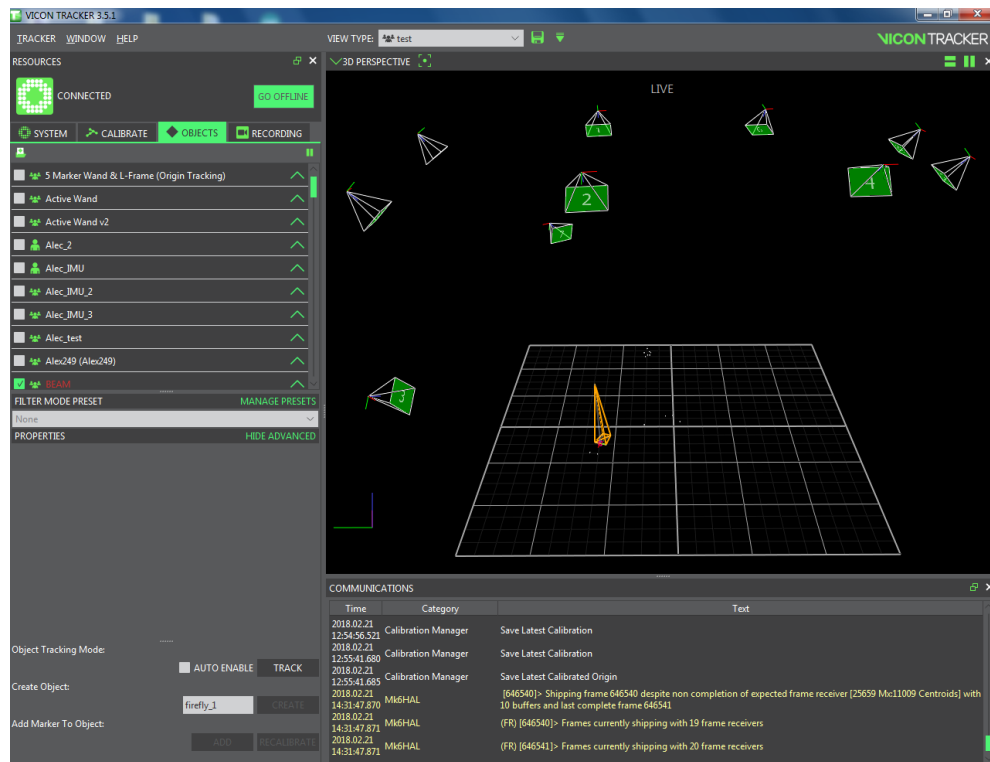 VICON TRACKER 3.5.1
TRACKER WINDOW HELP
VIEW TYPE: test
VICON TRACKER
RESOURCES
CONNECTED
GO OFFLINE
SYSTEM CALIBRATE OBJECTS RECORDING
5 Marker Wand & L-Frame (Origin Tracking)
Active Wand
Active Wand v2
Alec_2
Alec_IMU
Alec_IMU_2
Alec_IMU_3
Alec_test
Alex249 (Alex249)
BEAM
FILTER MODE PRESET MANAGE PRESETS
None
PROPERTIES HIDE ADVANCED
Object Tracking Mode:
AUTO ENABLE TRACK
Create Object:
firefly_1 CREATE
Add Marker To Object:
ADD RECALIBRATE
3D PERSPECTIVE
LIVE
2
4
3
COMMUNICATIONS
Time Category Text
2018.02.21
12:54:56.521 Calibration Manager Save Latest Calibration
2018.02.21
12:55:41.680 Calibration Manager Save Latest Calibration
2018.02.21
12:55:41.685 Calibration Manager Save Latest Calibrated Origin
2018.02.21
14:31:47.870 Mk6HAL [646540]> Shipping frame 646540 despite non completion of expected frame receiver [25659 Mx:11009 Centroids] with
10 buffers and last complete frame 646541
2018.02.21
14:31:47.871 Mk6HAL (FR) [646540]> Frames currently shipping with 19 frame receivers
2018.02.21
14:31:47.871 Mk6HAL (FR) [646541]> Frames currently shipping with 20 frame receivers